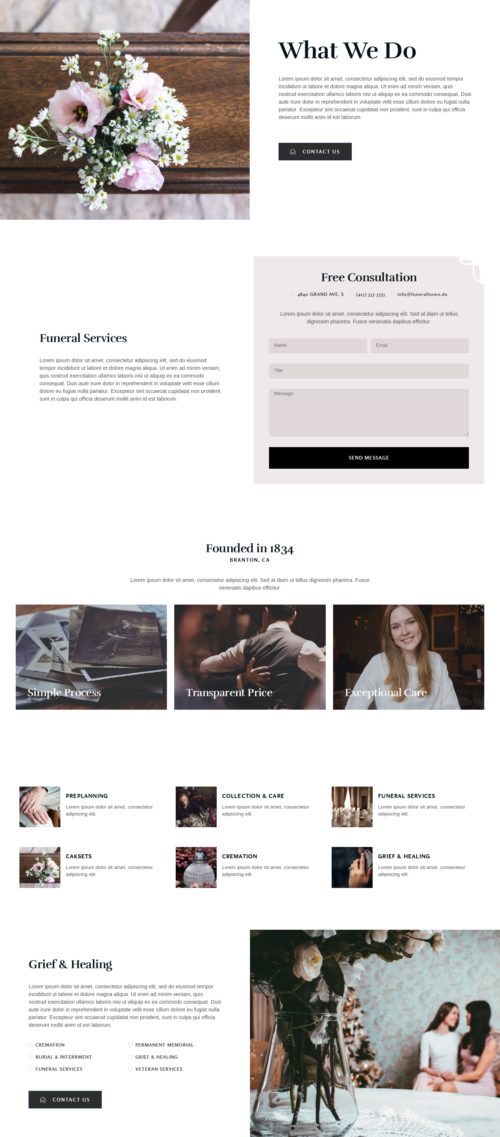 What We Do
Lorem ipsum dolor sit amet, consectetur adipiscing elit, sed do eiusmod tempor
incididunt ut labore et dolore magna aliqua. Ut enim ad minim veniam, quis
nostrud exercitation ullamco laboris nisi ut aliquip ex ea commodo consequat. Duis
aute irure dolor in reprehenderit in voluptate velit esse cillum dolore eu fugiat nulla
pariatur. Excepteur sint occaecat cupidatat non proident, sunt in culpa qui officia
deserunt mollit anim id est laborum.
CONTACT US
Funeral Services
Lorem ipsum dolor sit amet, consectetur adipiscing elit, sed do eiusmod
tempor incididunt ut labore et dolore magna aliqua. Ut enim ad minim
veniam, quis nostrud exercitation ullamco laboris nisi ut aliquip ex ea commodo
consequat. Duis aute irure dolor in reprehenderit in voluptate velit esse cillum
dolore eu fugiat nulla pariatur. Excepteur sint occaecat cupidatat non proident,
sunt in culpa qui officia deserunt mollit anim id est laborum.
Free Consultation
4840 GRAND AVE. S (415) 555-5555 info@funeralhome.do
Lorem ipsum dolor sit amet, consectetur adipiscing elit. Sed at diam ut tellus
dignissim pharetra. Fusce venenatis dapibus efficitur.
Name Email
Title
Message
SEND MESSAGE
Founded in 1834
BRANTON, CA
Lorem ipsum dolor sit amet, consectetur adipiscing elit. Sed at diam ut tellus dignissim pharetra. Fusce
venenatis dapibus efficitur.
Simple Process Transparent Price Exceptional Care
PREPLANNING
Lorem ipsum dolor sit amet, consectetur
adipiscing elit.
COLLECTION & CARE
Lorem ipsum dolor sit amet, consectetur
adipiscing elit.
FUNERAL SERVICES
Lorem ipsum dolor sit amet, consectetur
adipiscing elit.
CAKSETS
Lorem ipsum dolor sit amet, consectetur
adipiscing elit.
CREMATION
Lorem ipsum dolor sit amet, consectetur
adipiscing elit.
GRIEF & HEALING
Lorem ipsum dolor sit amet, consectetur
adipiscing elit.
Grief & Healing
Lorem ipsum dolor sit amet, consectetur adipiscing elit, sed do eiusmod
tempor incididunt ut labore et dolore magna aliqua. Ut enim ad minim
veniam, quis nostrud exercitation ullamco laboris nisi ut aliquip ex ea commodo
consequat. Duis aute irure dolor in reprehenderit in voluptate velit esse cillum
dolore eu fugiat nulla pariatur. Excepteur sint occaecat cupidatat non proident,
sunt in culpa qui officia deserunt mollit anim id est laborum.
CREMATION PERMANENT MEMORIAL
BURIAL & INTERRMENT GRIEF & HEALING
FUNERAL SERVICES VETERAN SERVICES
CONTACT US